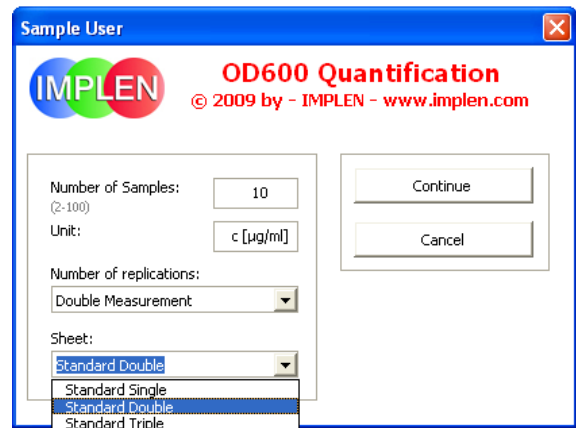 Sample User
IMPLEN
OD600 Quantification
© 2009 by - IMPLEN - www.implen.com
Number of Samples:
10
(2-100)
Unit:
c [µg/ml]
Number of replications:
Double Measurement
Sheet:
Standard Double
Standard Single
Standard Double
Standard Triple
Continue
Cancel